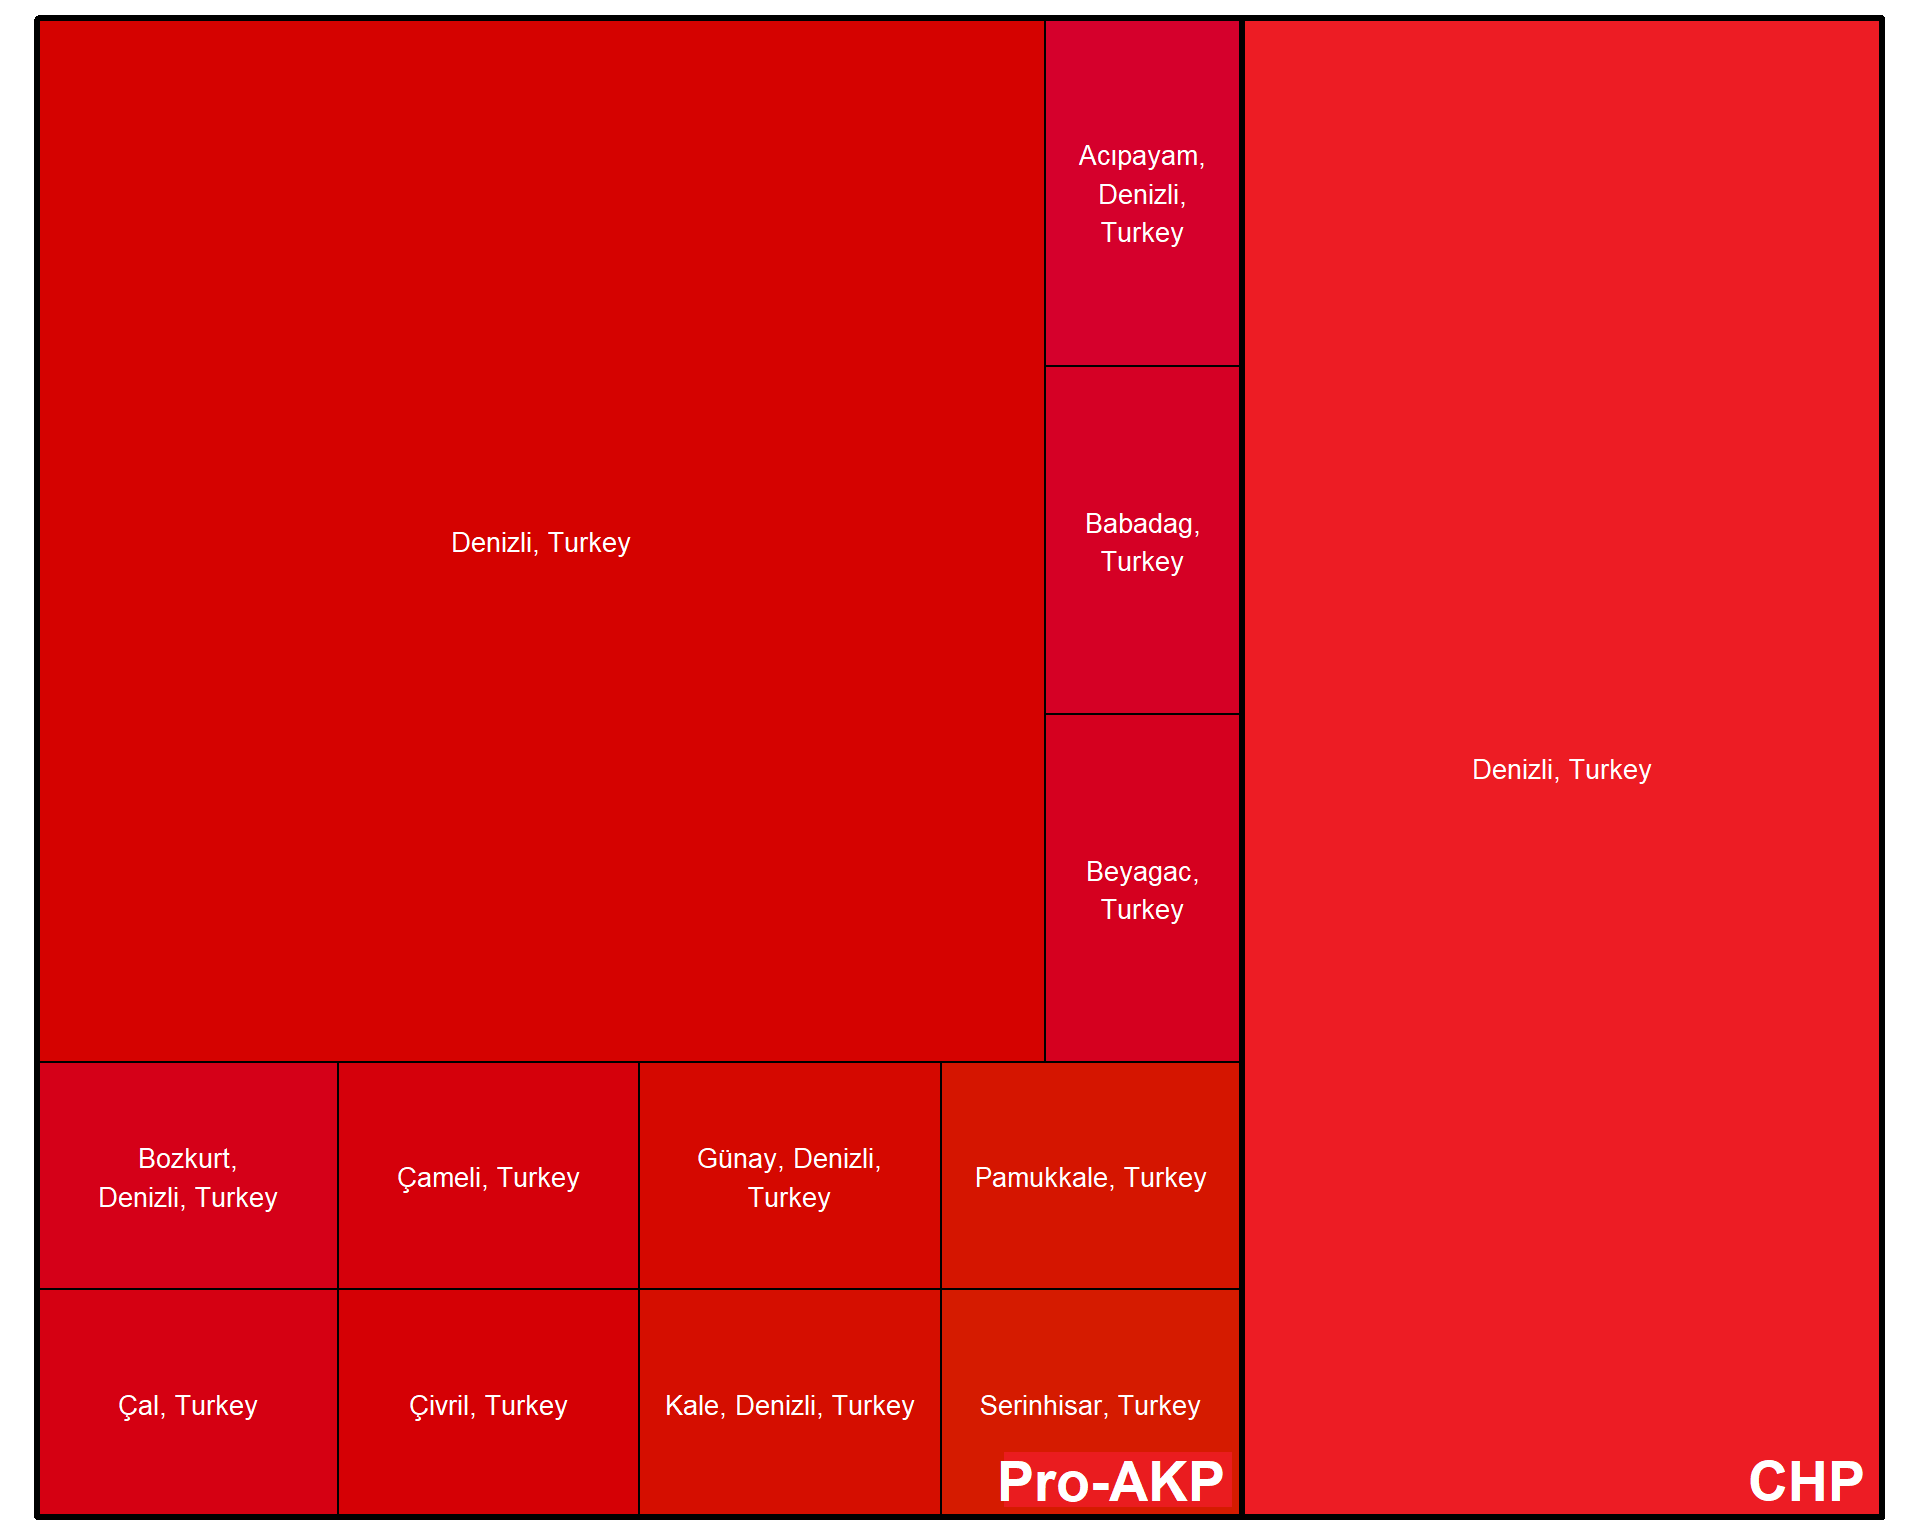 Denizli, Turkey
Acıpayam,
Denizli,
Turkey
Babadag,
Turkey
Beyagac,
Turkey
Bozkurt,
Denizli, Turkey
Çameli, Turkey
Günay, Denizli,
Turkey
Pamukkale, Turkey
Çal, Turkey
Çivril, Turkey
Kale, Denizli, Turkey
Serinhisar, Turkey
Pro-AKP
Denizli, Turkey
CHP